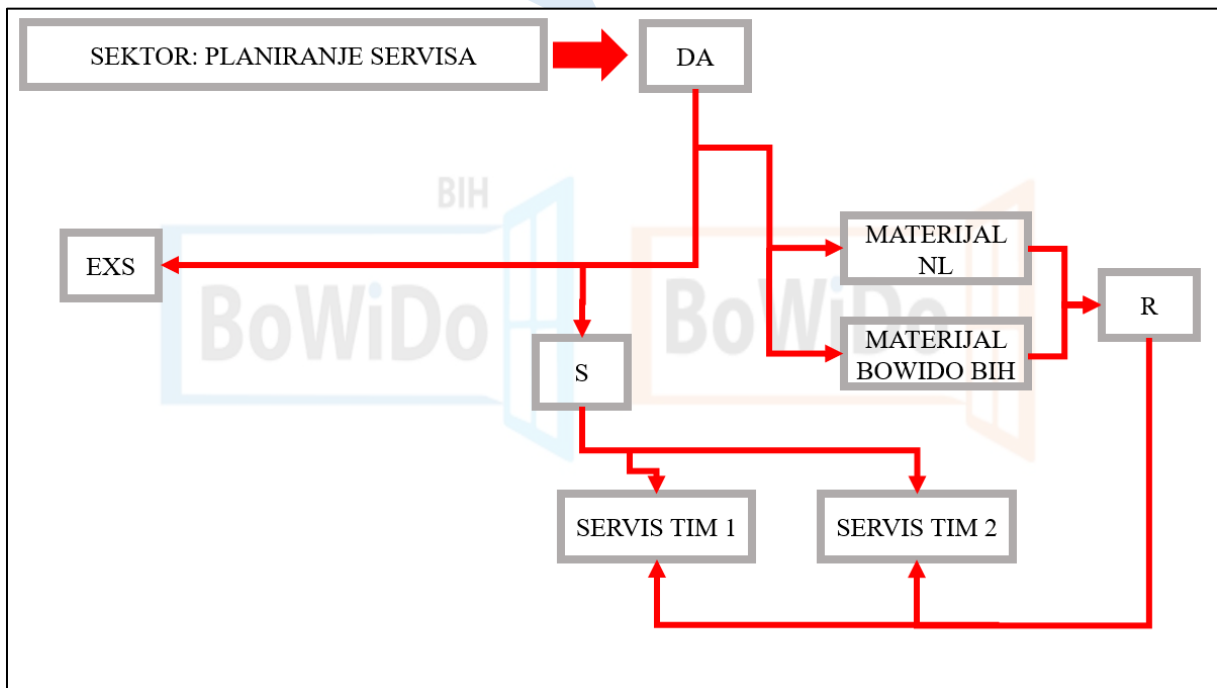 SEKTOR: PLANIRANJE SERVISA
DA
BIH
EXS
MATERIJAL
NL
R
BoWiDo
BoWiDo
MATERIJAL
BOWIDO BIH
S
SERVIS TIM 1
SERVIS TIM 2